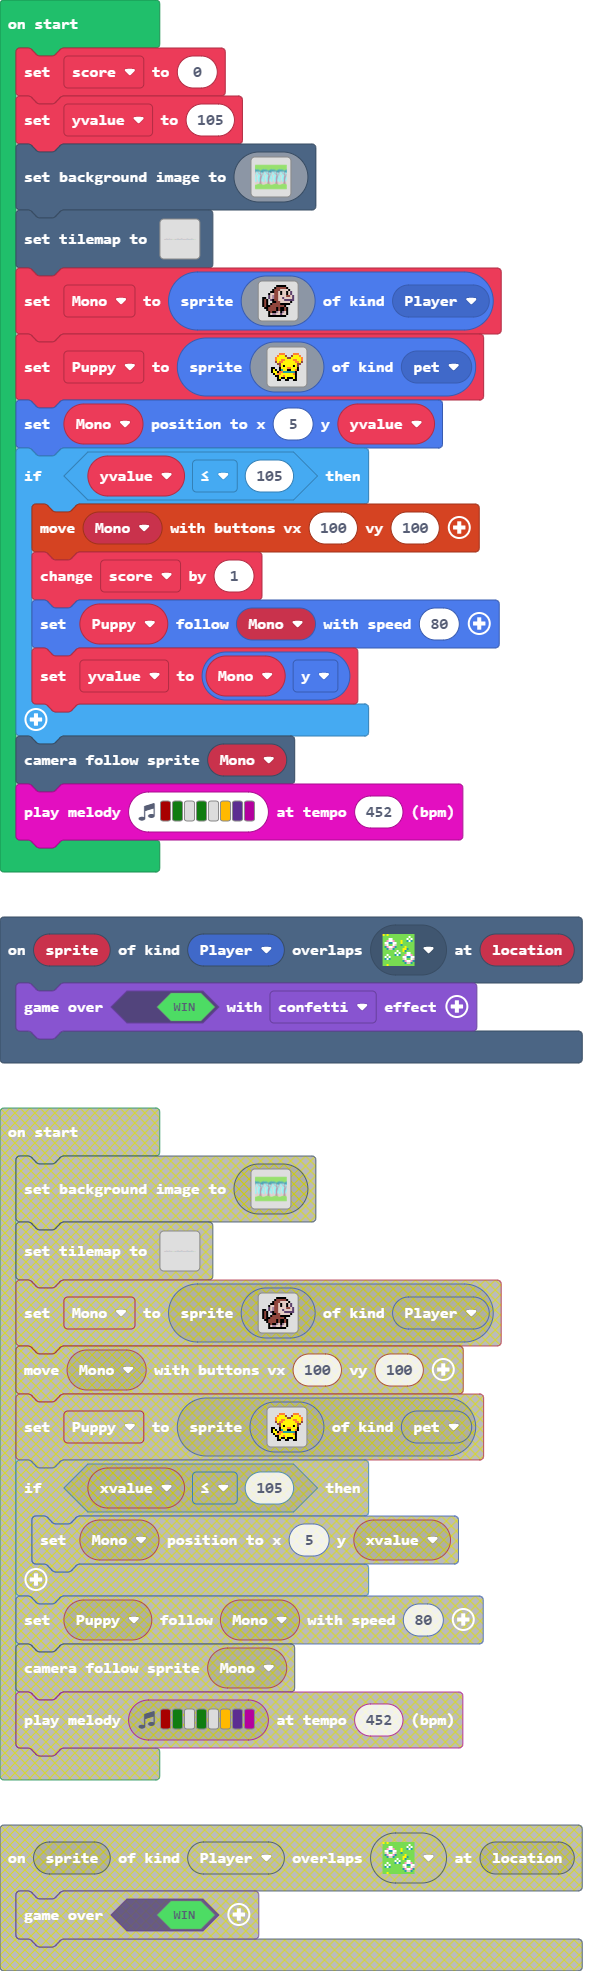 on start
set score to 0
set yvalue to 105
set background image to
set tilemap to
set Mono to sprite of kind Player
set Puppy to sprite of kind pet
set Mono position to x 5 y yvalue
if yvalue ≤ 105 then
move Mono with buttons vx 100 vy 100
change score by 1
set Puppy follow Mono with speed 80
set yvalue to Mono y
camera follow sprite Mono
play melody at tempo 452 (bpm)
on sprite of kind Player overlaps at location
game over WIN with confetti effect
on start
set background image to
set tilemap to
set Mono to sprite of kind Player
move Mono with buttons vx 100 vy 100
set Puppy to sprite of kind pet
if xvalue ≤ 105 then
set Mono position to x 5 y xvalue
set Puppy follow Mono with speed 80
camera follow sprite Mono
play melody at tempo 452 (bpm)
on sprite of kind Player overlaps at location
game over WIN